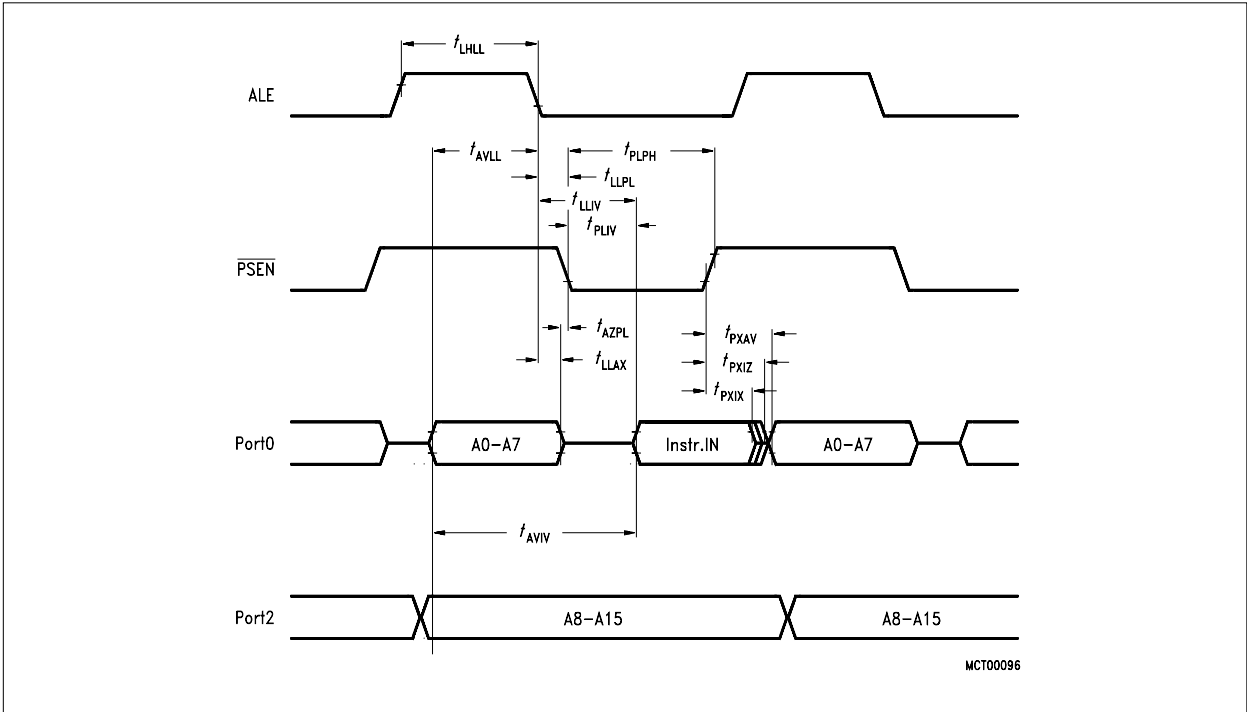 tLHLL
ALE
tAVLL
tPLPH
tLLPL
tLLIV
tPLIV
PSEN
tAZPL
tPXAV
tLLAX
tPXIZ
tPXIX
Port0
A0-A7
Instr.IN
A0-A7
tAVIV
Port2
A8-A15
A8-A15
MCT00096